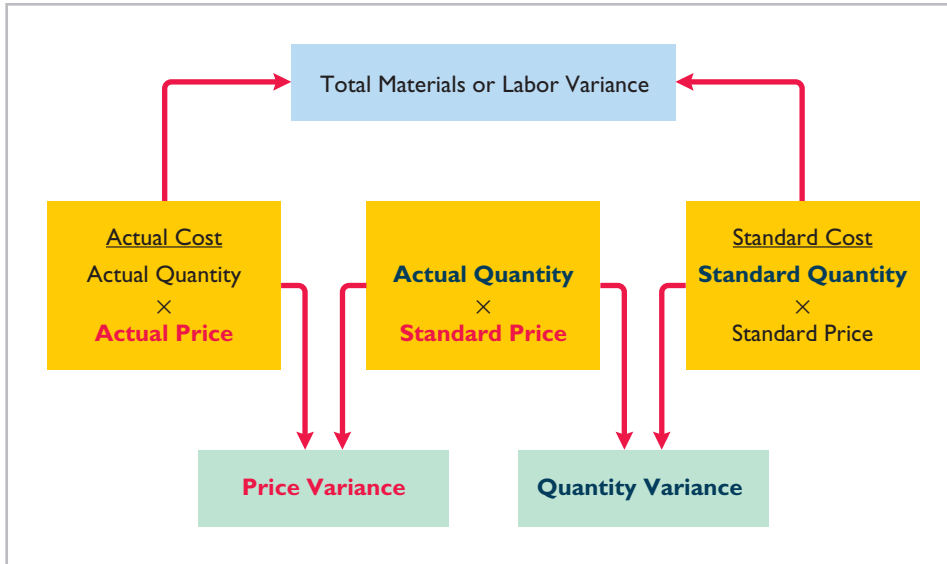 Total Materials or Labor Variance
Actual Cost
Actual Quantity
×
Actual Price
Actual Quantity
×
Standard Price
Standard Cost
Standard Quantity
×
Standard Price
Price Variance
Quantity Variance